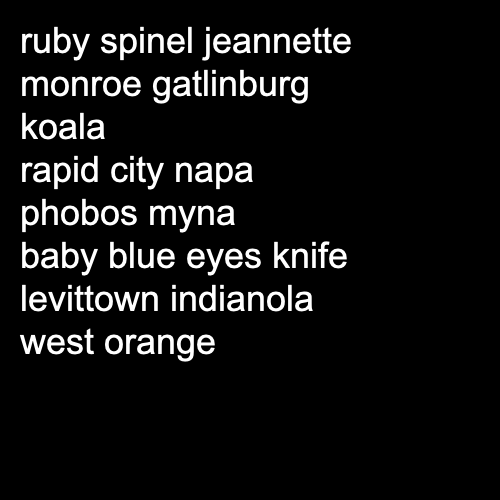 ruby spinel jeannette
monroe gatlinburg
koala
rapid city napa
phobos myna
baby blue eyes knife
levittown indianola
west orange